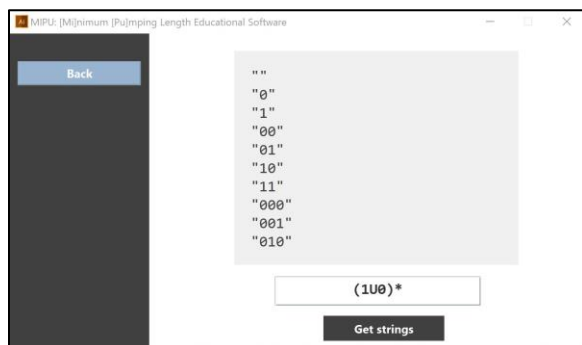 MIPU: [Mi]nimum [Pu]mping Length Educational Software
Back
""
"0"
"1"
"00"
"01"
"10"
"11"
"000"
"001"
"010"
(1U0)*
Get strings